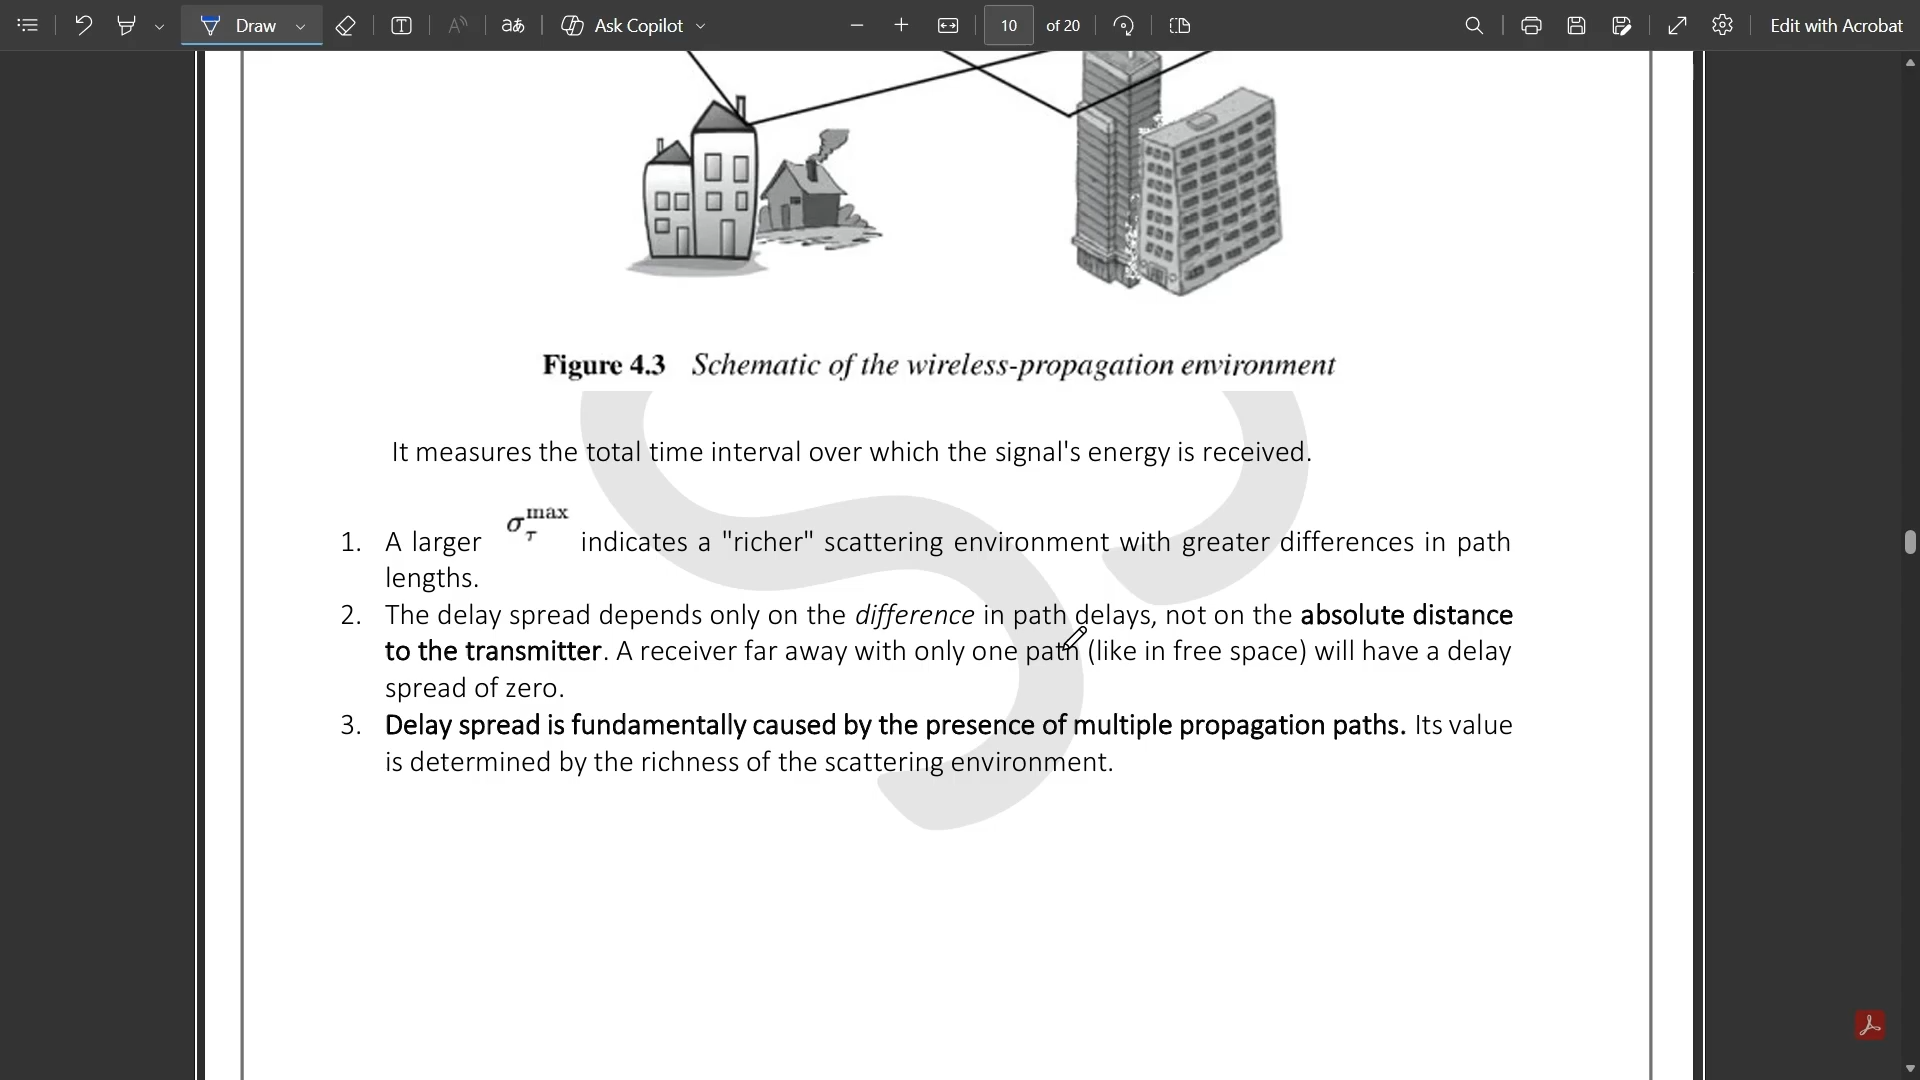 Draw
Ask Copilot
10 of 20
Edit with Acrobat
Figure 4.3 Schematic of the wireless-propagation environment
It measures the total time interval over which the signal's energy is received.
1. A larger σ_τ^max indicates a "richer" scattering environment with greater differences in path
lengths.
2. The delay spread depends only on the difference in path delays, not on the absolute distance
to the transmitter. A receiver far away with only one path (like in free space) will have a delay
spread of zero.
3. Delay spread is fundamentally caused by the presence of multiple propagation paths. Its value
is determined by the richness of the scattering environment.